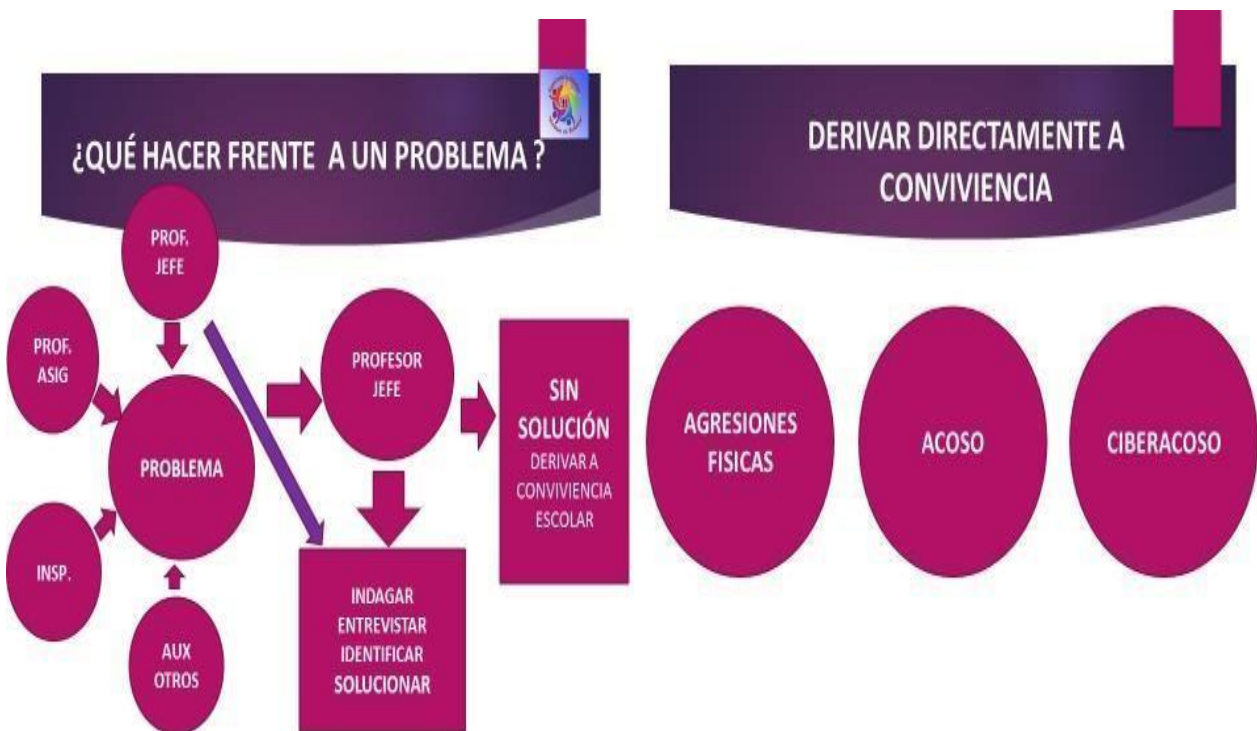 ¿QUÉ HACER FRENTE A UN PROBLEMA ?
PROF.
JEFE
PROF.
ASIG
PROBLEMA
INSP.
AUX
OTROS
PROFESOR
JEFE
INDAGAR
ENTREVISTAR
IDENTIFICAR
SOLUCIONAR
SIN
SOLUCIÓN
DERIVAR A
CONVIVIENCIA
ESCOLAR
DERIVAR DIRECTAMENTE A
CONVIVIENCIA
AGRESIONES
FISICAS
ACOSO
CIBERACOSO